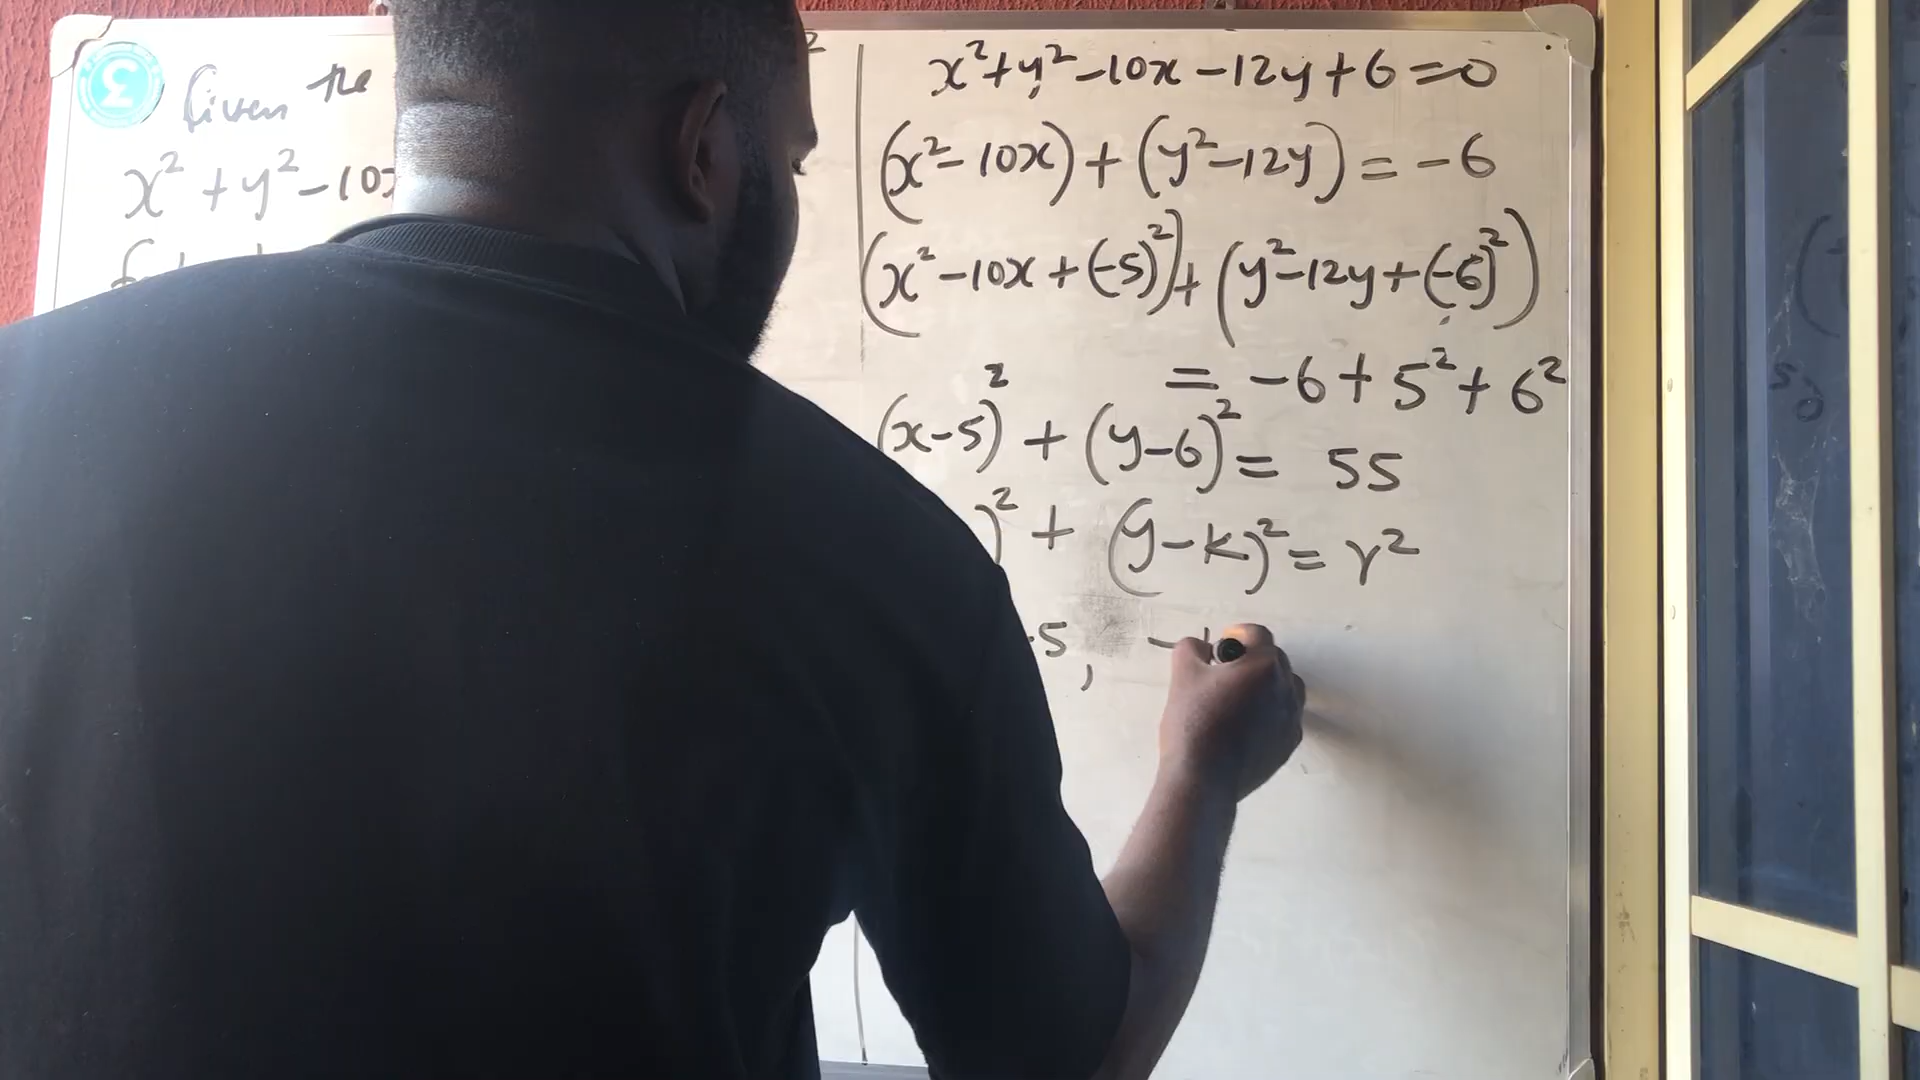 Given the
x² + y² - 10x
x² + y² - 10x - 12y + 6 = 0
(x² - 10x) + (y² - 12y) = -6
(x² - 10x + (-5)²) + (y² - 12y + (-6)²)
= -6 + 5² + 6²
(x - 5)² + (y - 6)² = 55
)² + (y - k)² = r²
-5, -k